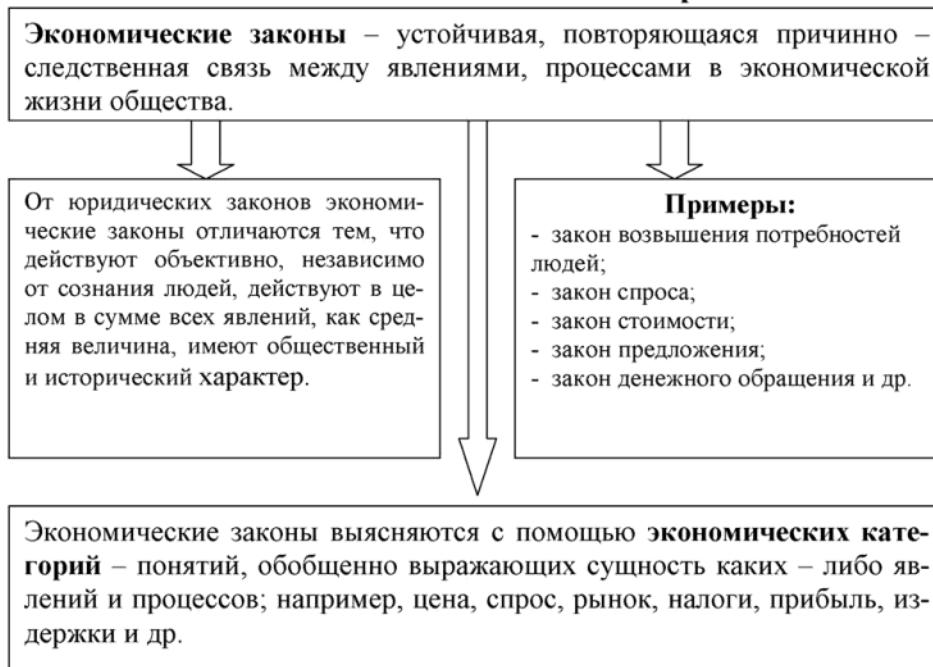 Экономические законы – устойчивая, повторяющаяся причинно –
следственная связь между явлениями, процессами в экономической
жизни общества.
От юридических законов экономи-
ческие законы отличаются тем, что
действуют объективно, независимо
от сознания людей, действуют в це-
лом в сумме всех явлений, как сред-
няя величина, имеют общественный
и исторический характер.
Примеры:
- закон возвышения потребностей
людей;
- закон спроса;
- закон стоимости;
- закон предложения;
- закон денежного обращения и др.
Экономические законы выясняются с помощью экономических кате-
горий – понятий, обобщенно выражающих сущность каких – либо яв-
лений и процессов; например, цена, спрос, рынок, налоги, прибыль, из-
держки и др.